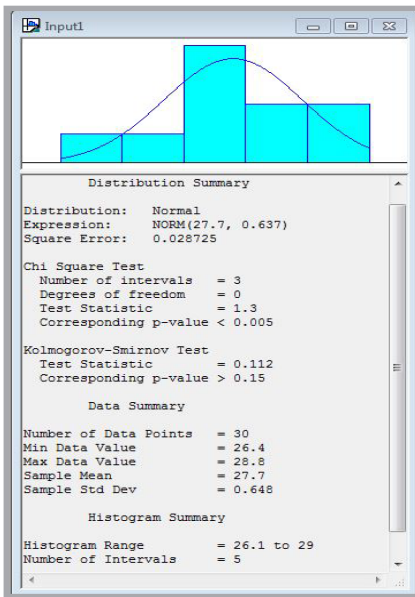 Input1
Distribution Summary
Distribution: Normal
Expression: NORM(27.7, 0.637)
Square Error: 0.028725
Chi Square Test
Number of intervals = 3
Degrees of freedom = 0
Test Statistic = 1.3
Corresponding p-value < 0.005
Kolmogorov-Smirnov Test
Test Statistic = 0.112
Corresponding p-value > 0.15
Data Summary
Number of Data Points = 30
Min Data Value = 26.4
Max Data Value = 28.8
Sample Mean = 27.7
Sample Std Dev = 0.648
Histogram Summary
Histogram Range = 26.1 to 29
Number of Intervals = 5